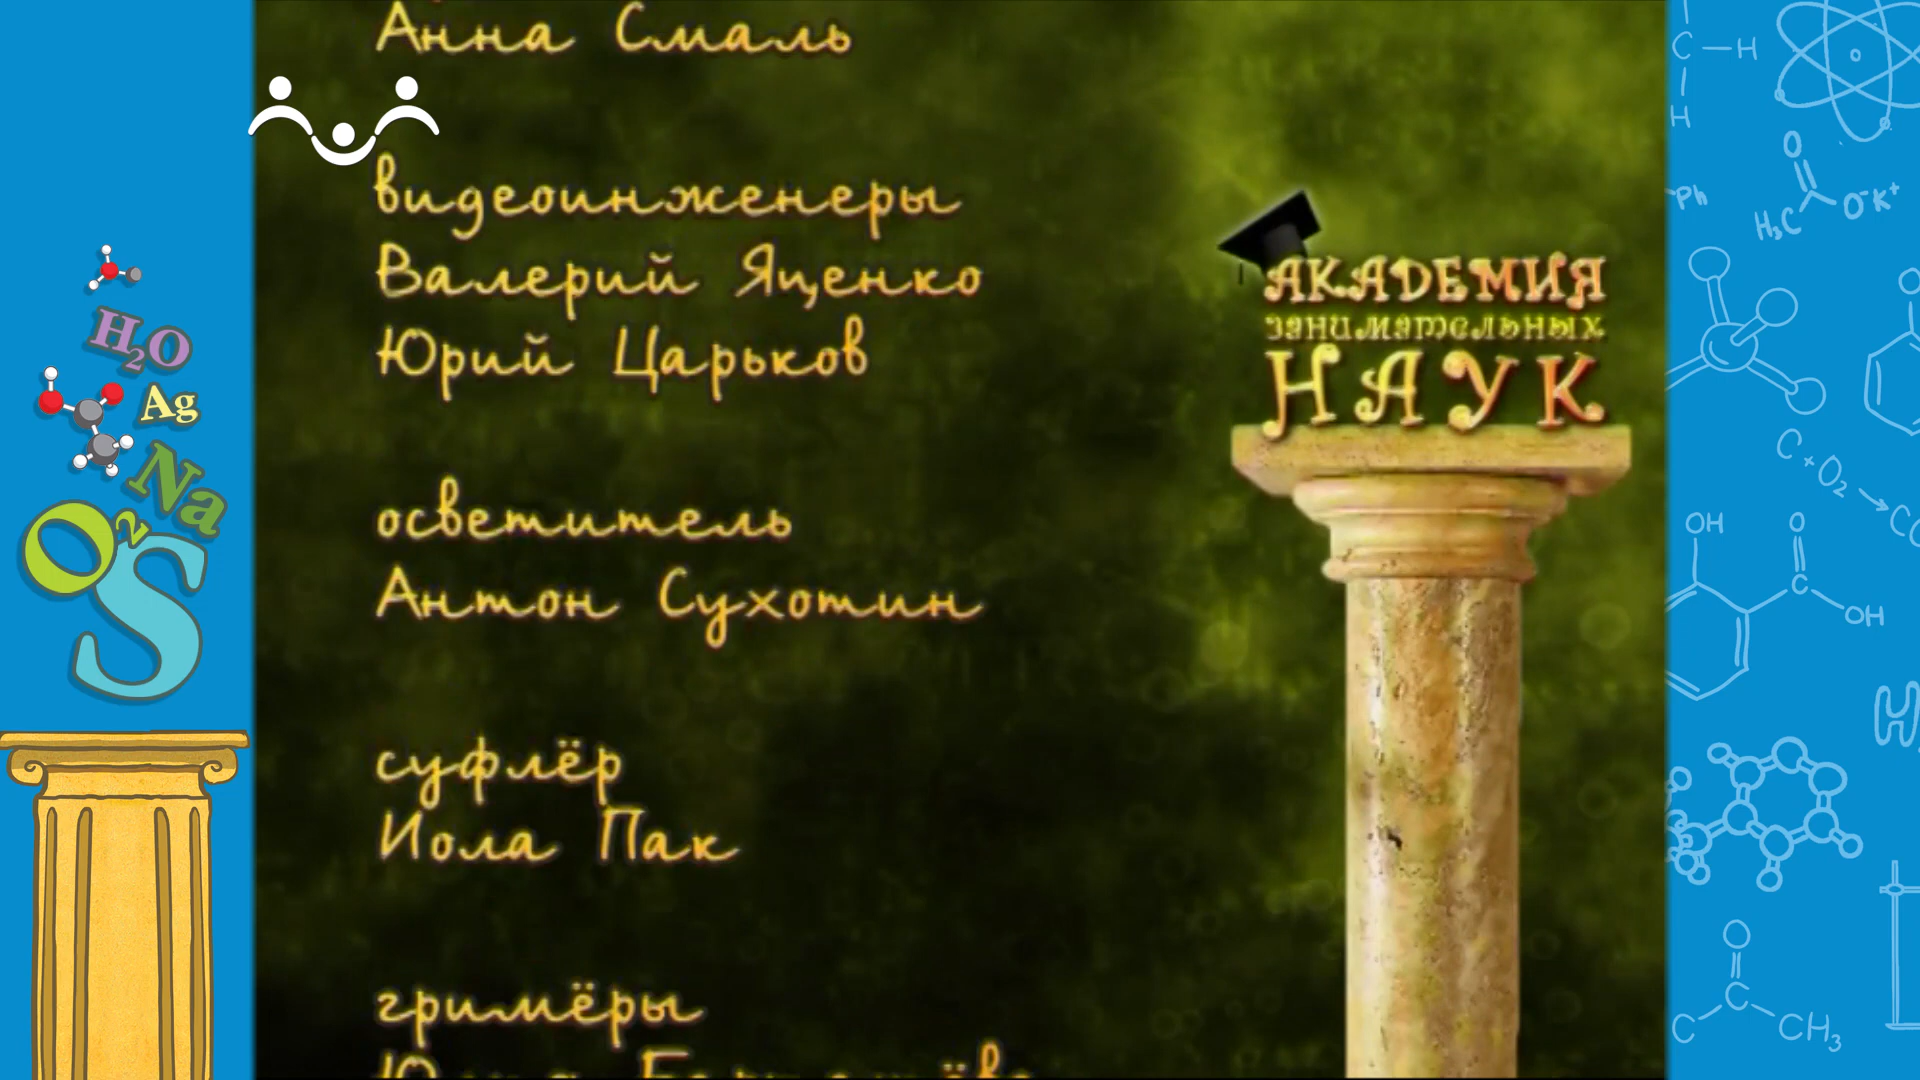 Анна Смаль
видеоинженеры
Валерий Яценко
Юрий Царьков
осветитель
Антон Сухотин
суфлёр
Иола Пак
гримёры
АКАДЕМИЯ
занимательных
НАУК
H₂O
Ag
Na
O₂
S
C—H
H
Ph
O
H₃C
O⁻K⁺
O
C+O₂→
OH
O
C
OH
O
C
C
CH₃